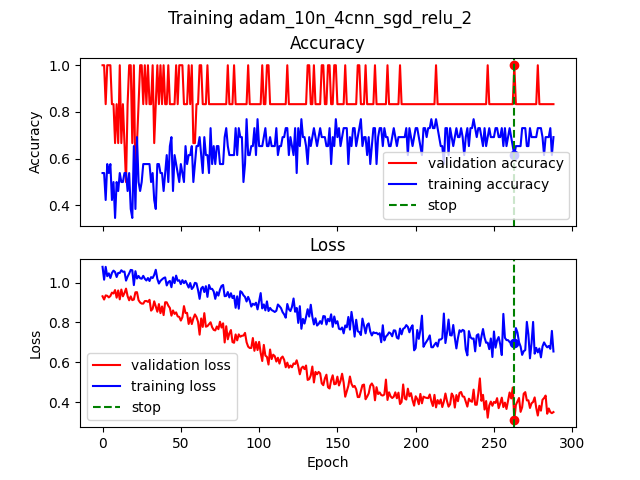 Training adam_10n_4cnn_sgd_relu_2
Accuracy
1.0
0.8
0.6
0.4
Accuracy
validation accuracy
training accuracy
stop
Loss
1.0
0.8
0.6
0.4
Loss
validation loss
training loss
stop
0 50 100 150 200 250 300
Epoch